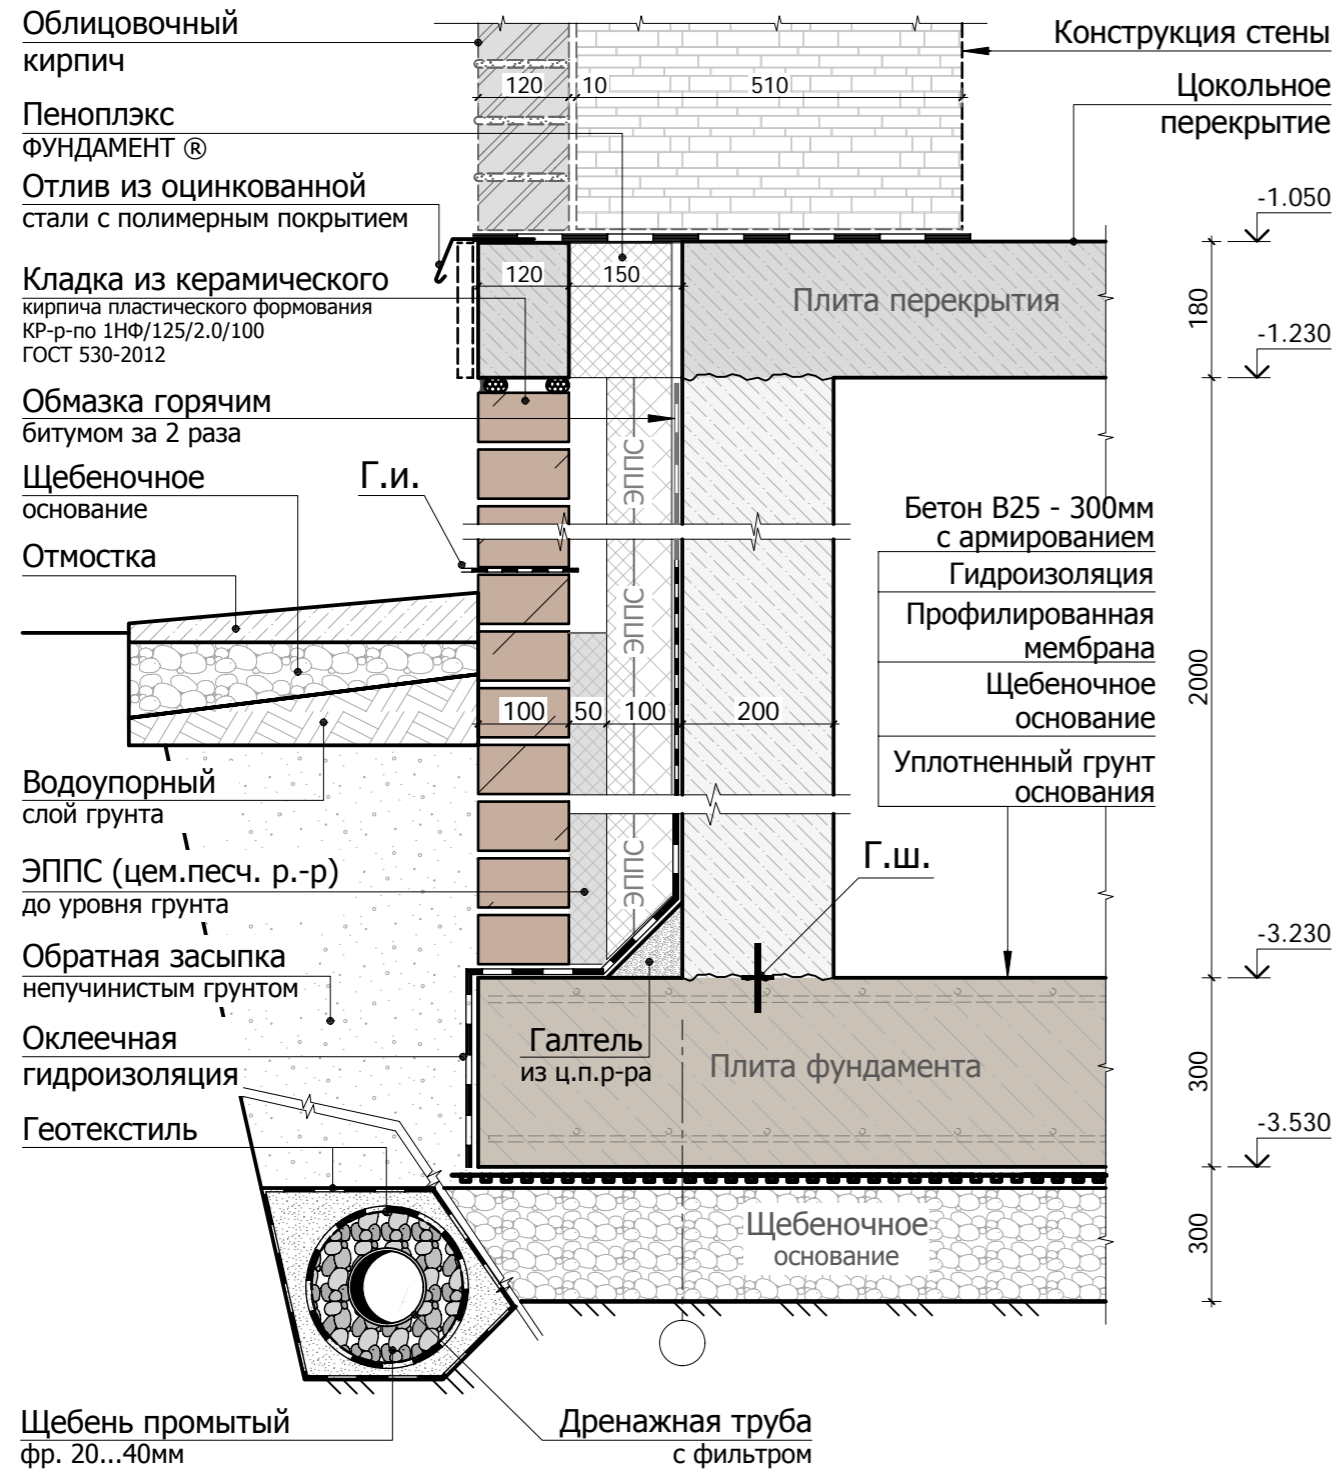 Облицовочный
кирпич
Пеноплэкс
ФУНДАМЕНТ ®
Отлив из оцинкованной
стали с полимерным покрытием
Кладка из керамического
кирпича пластического формования
КР-р-по 1НФ/125/2.0/100
ГОСТ 530-2012
Обмазка горячим
битумом за 2 раза
Щебеночное
основание
Г.и.
Отмостка
Водоупорный
слой грунта
ЭППС (цем.песч. р.-р)
до уровня грунта
Обратная засыпка
непучинистым грунтом
Оклеечная
гидроизоляция
Геотекстиль
Щебень промытый
фр. 20...40мм
Дренажная труба
с фильтром
120
10
510
120
150
Плита перекрытия
ЭППС
ЭППС
100
50
100
200
ЭППС
Г.ш.
Галтель
из ц.п.р-ра
Плита фундамента
Щебеночное
основание
Конструкция стены
Цокольное
перекрытие
Бетон В25 - 300мм
с армированием
Гидроизоляция
Профилированная
мембрана
Щебеночное
основание
Уплотненный грунт
основания
-1.050
180
-1.230
2000
-3.230
300
-3.530
300